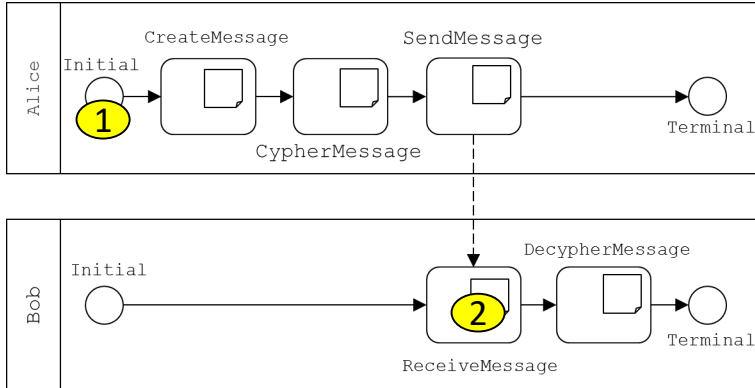 CreateMessage
SendMessage
Initial
Alice
1
Terminal
CypherMessage
DecypherMessage
Initial
Bob
2
Terminal
ReceiveMessage